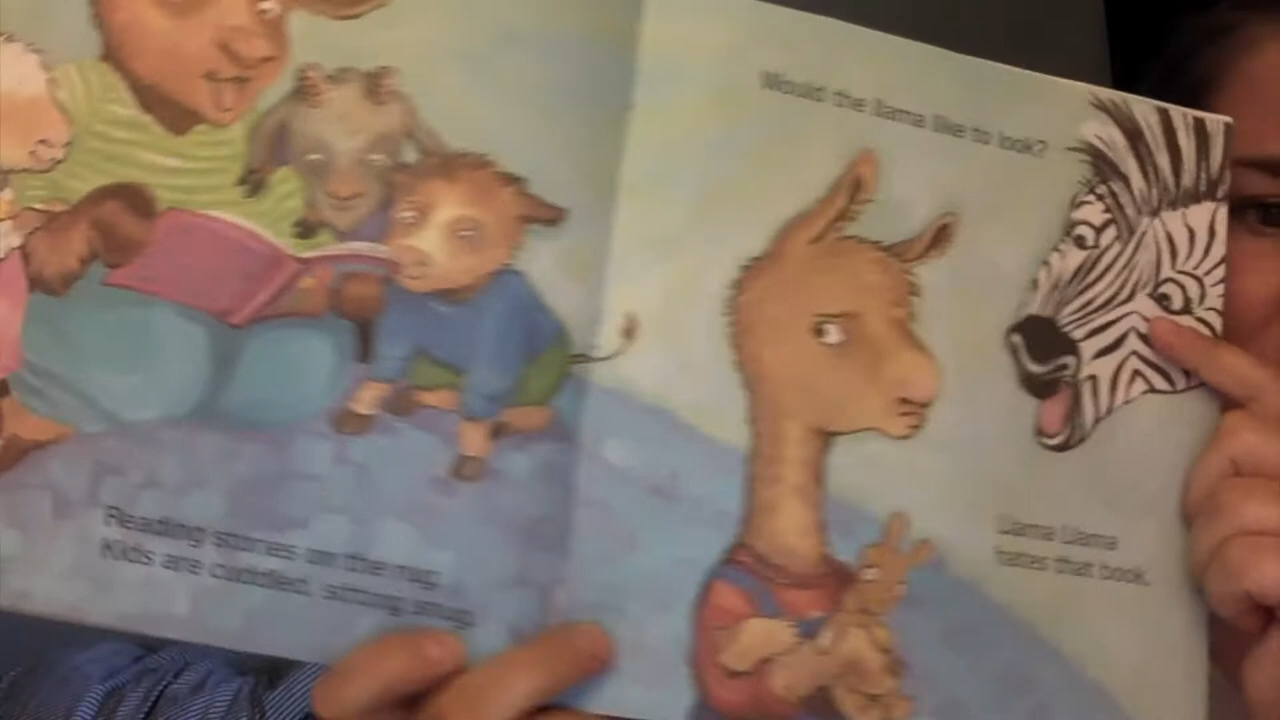 Would the llama like to look?
Reading stories on the rug.
Kids are cuddled, sitting snug.
Llama Llama
hates that book.